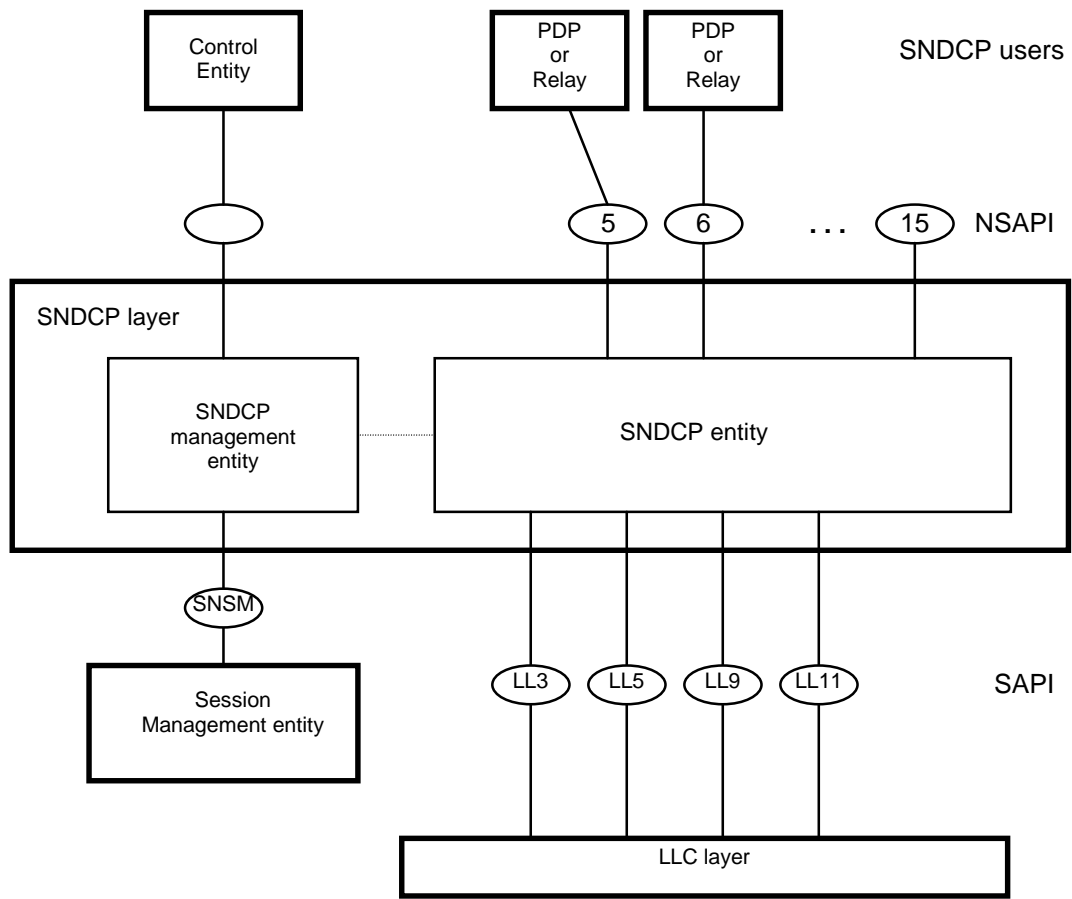 Control
Entity
PDP
or
Relay
PDP
or
Relay
SNDCP users
5
6
. . .
15
NSAPI
SNDCP layer
SNDCP
management
entity
SNDCP entity
SNSM
LL3
LL5
LL9
LL11
SAPI
Session
Management entity
LLC layer